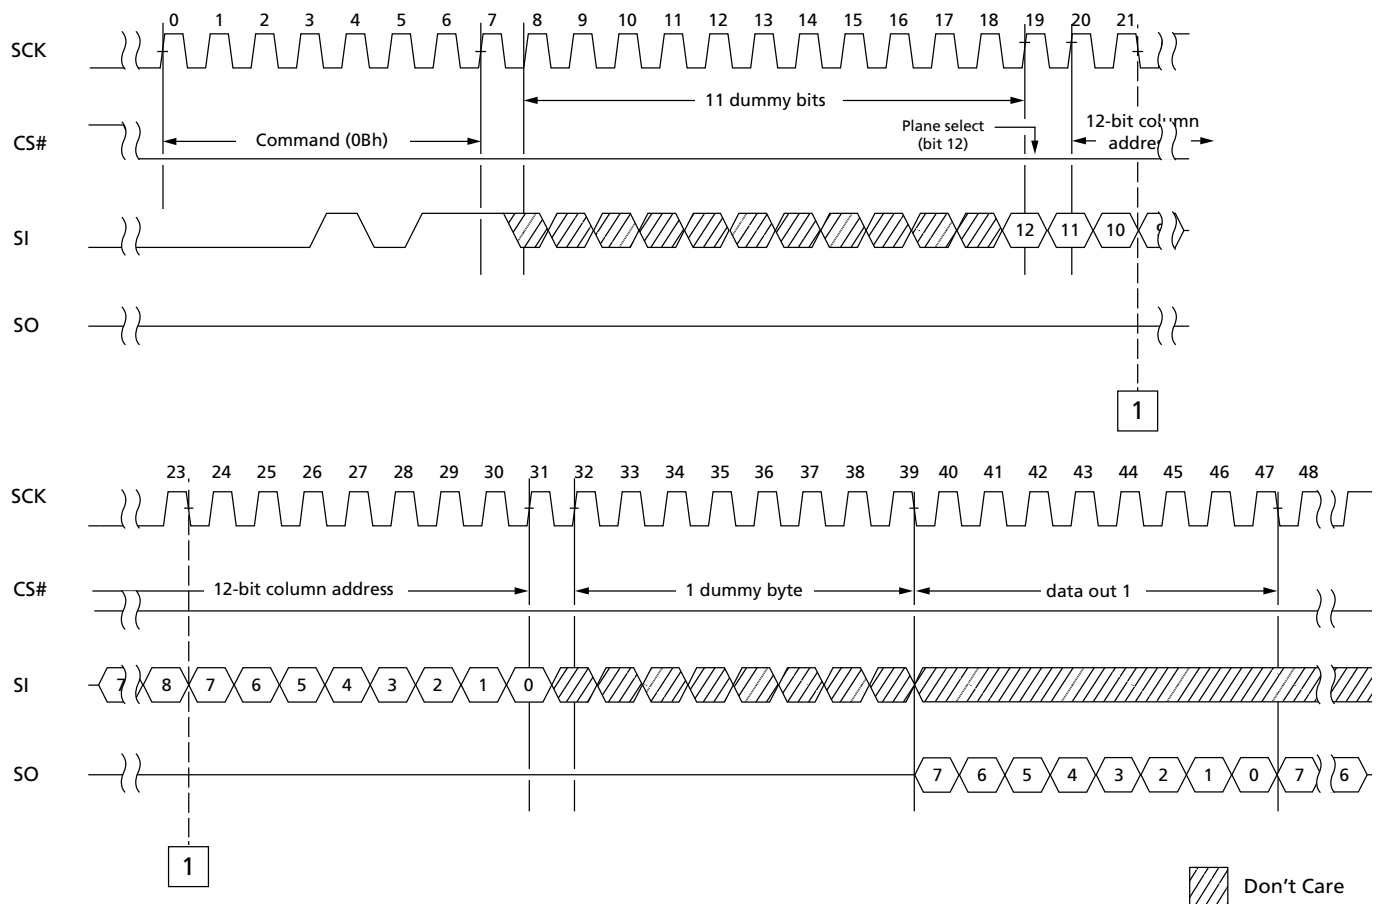 0 1 2 3 4 5 6 7 8 9 10 11 12 13 14 15 16 17 18 19 20 21
SCK
11 dummy bits
Command (0Bh)
Plane select
(bit 12)
12-bit column
CS#
SI
12 11 10
SO
1
23 24 25 26 27 28 29 30 31 32 33 34 35 36 37 38 39 40 41 42 43 44 45 46 47 48
SCK
CS#
12-bit column address
1 dummy byte
data out 1
SI
7 8 7 6 5 4 3 2 1 0
SO
7 6 5 4 3 2 1 0 7 6
1
Don't Care